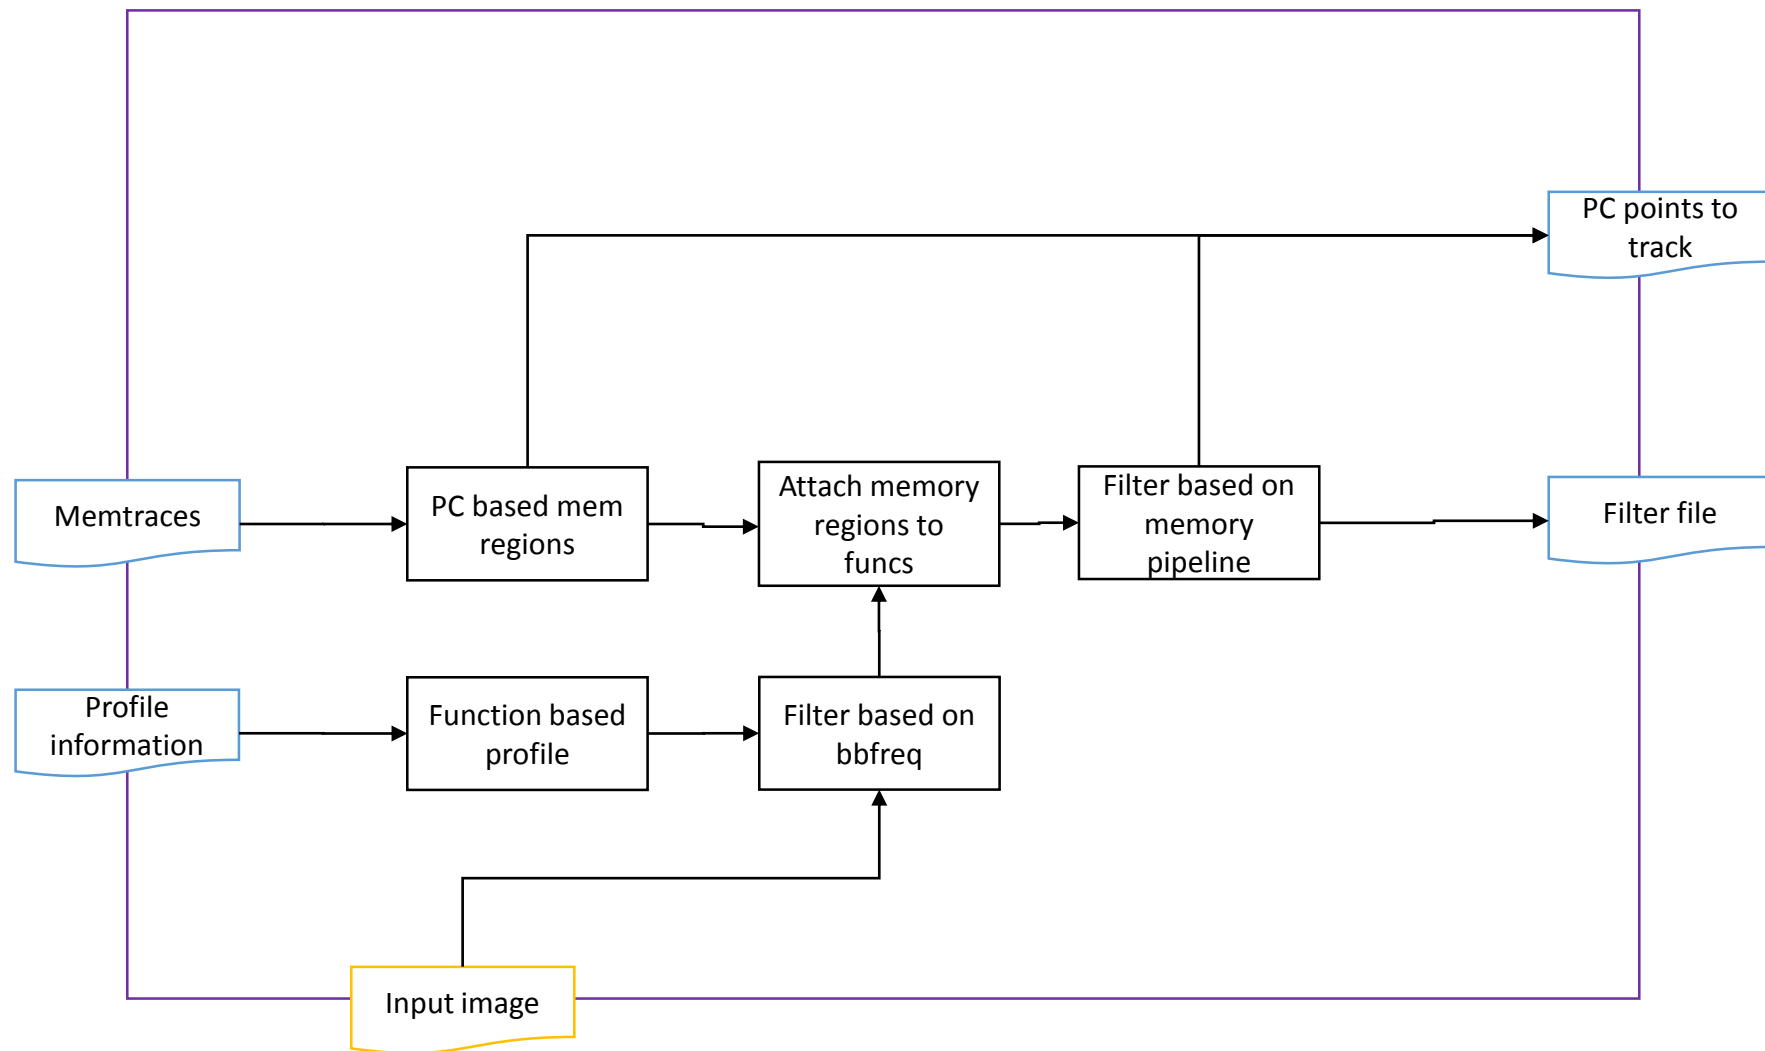 PC points to
track
Memtraces
PC based mem
regions
Attach memory
regions to
funcs
Filter based on
memory
pipeline
Filter file
Profile
information
Function based
profile
Filter based on
bbfreq
Input image